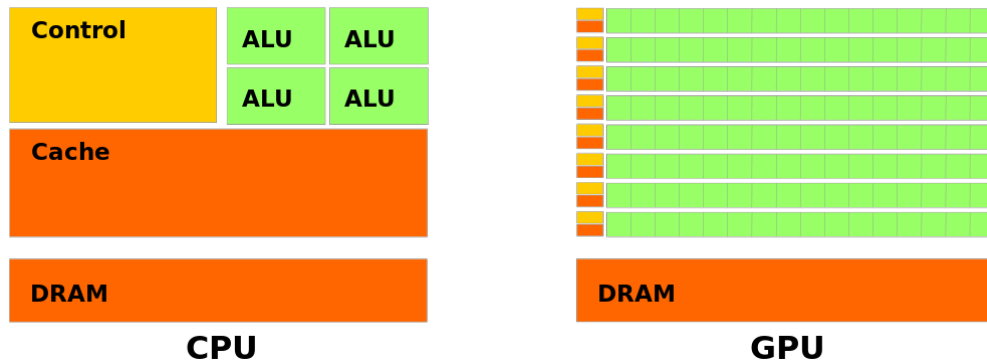 Control
ALU ALU
ALU ALU
Cache
DRAM
CPU
DRAM
GPU